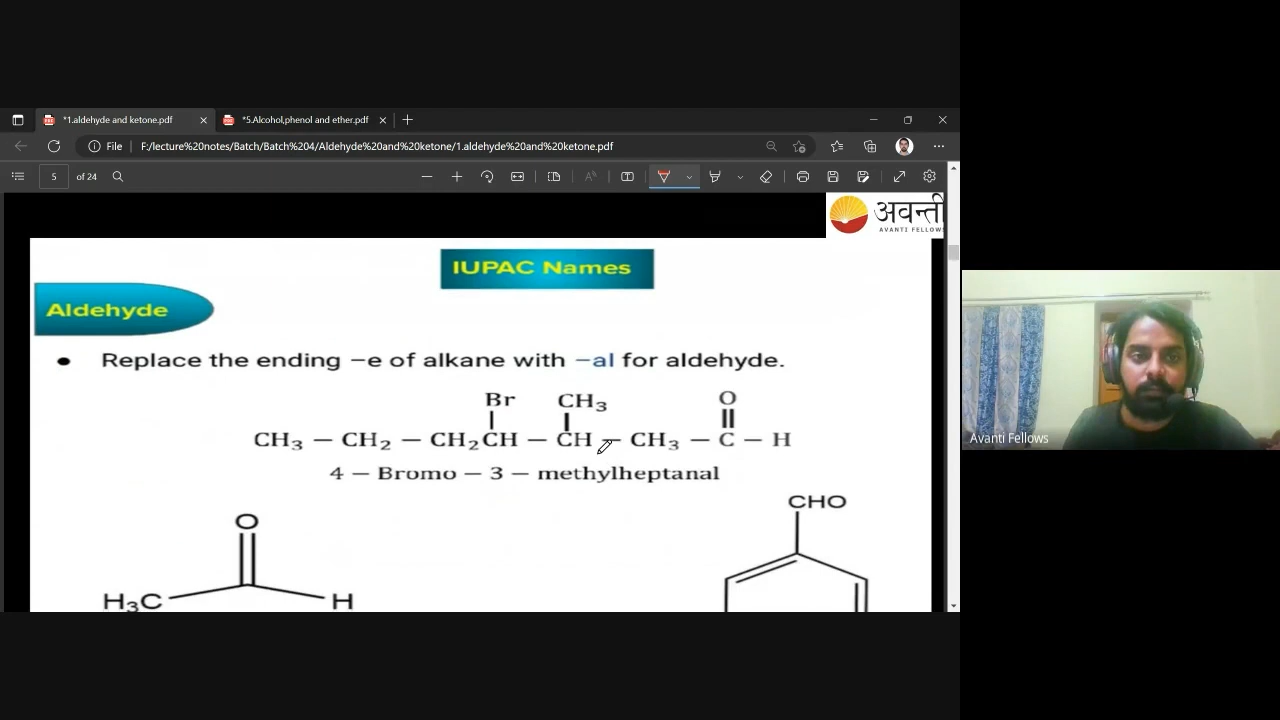 *1.aldehyde and ketone.pdf
*5.Alcohol,phenol and ether.pdf
File
F:/lecture%20notes/Batch/Batch%204/Aldehyde%20and%20ketone/1.aldehyde%20and%20ketone.pdf
5 of 24
अवन्ती
AVANTI FELLOWS
IUPAC Names
Aldehyde
• Replace the ending –e of alkane with –al for aldehyde.
Br CH₃ O
CH₃ – CH₂ – CH₂CH – CH – CH₃ – C – H
4 – Bromo – 3 – methylheptanal
CHO
O
H₃C H
Avanti Fellows